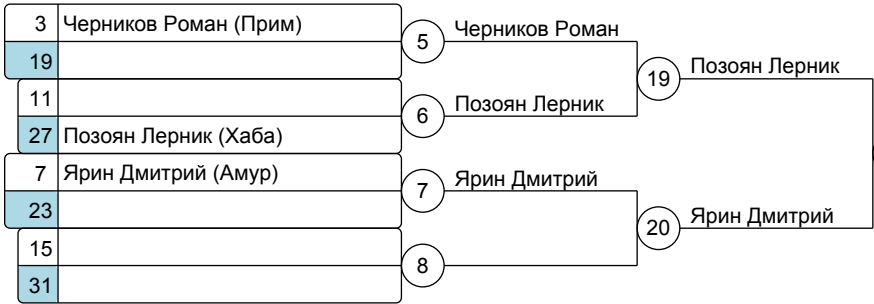 3 Черников Роман (Прим)
19
11
27 Позоян Лерник (Хаба)
7 Ярин Дмитрий (Амур)
23
15
31
5 Черников Роман
6 Позоян Лерник
7 Ярин Дмитрий
8
19 Позоян Лерник
20 Ярин Дмитрий